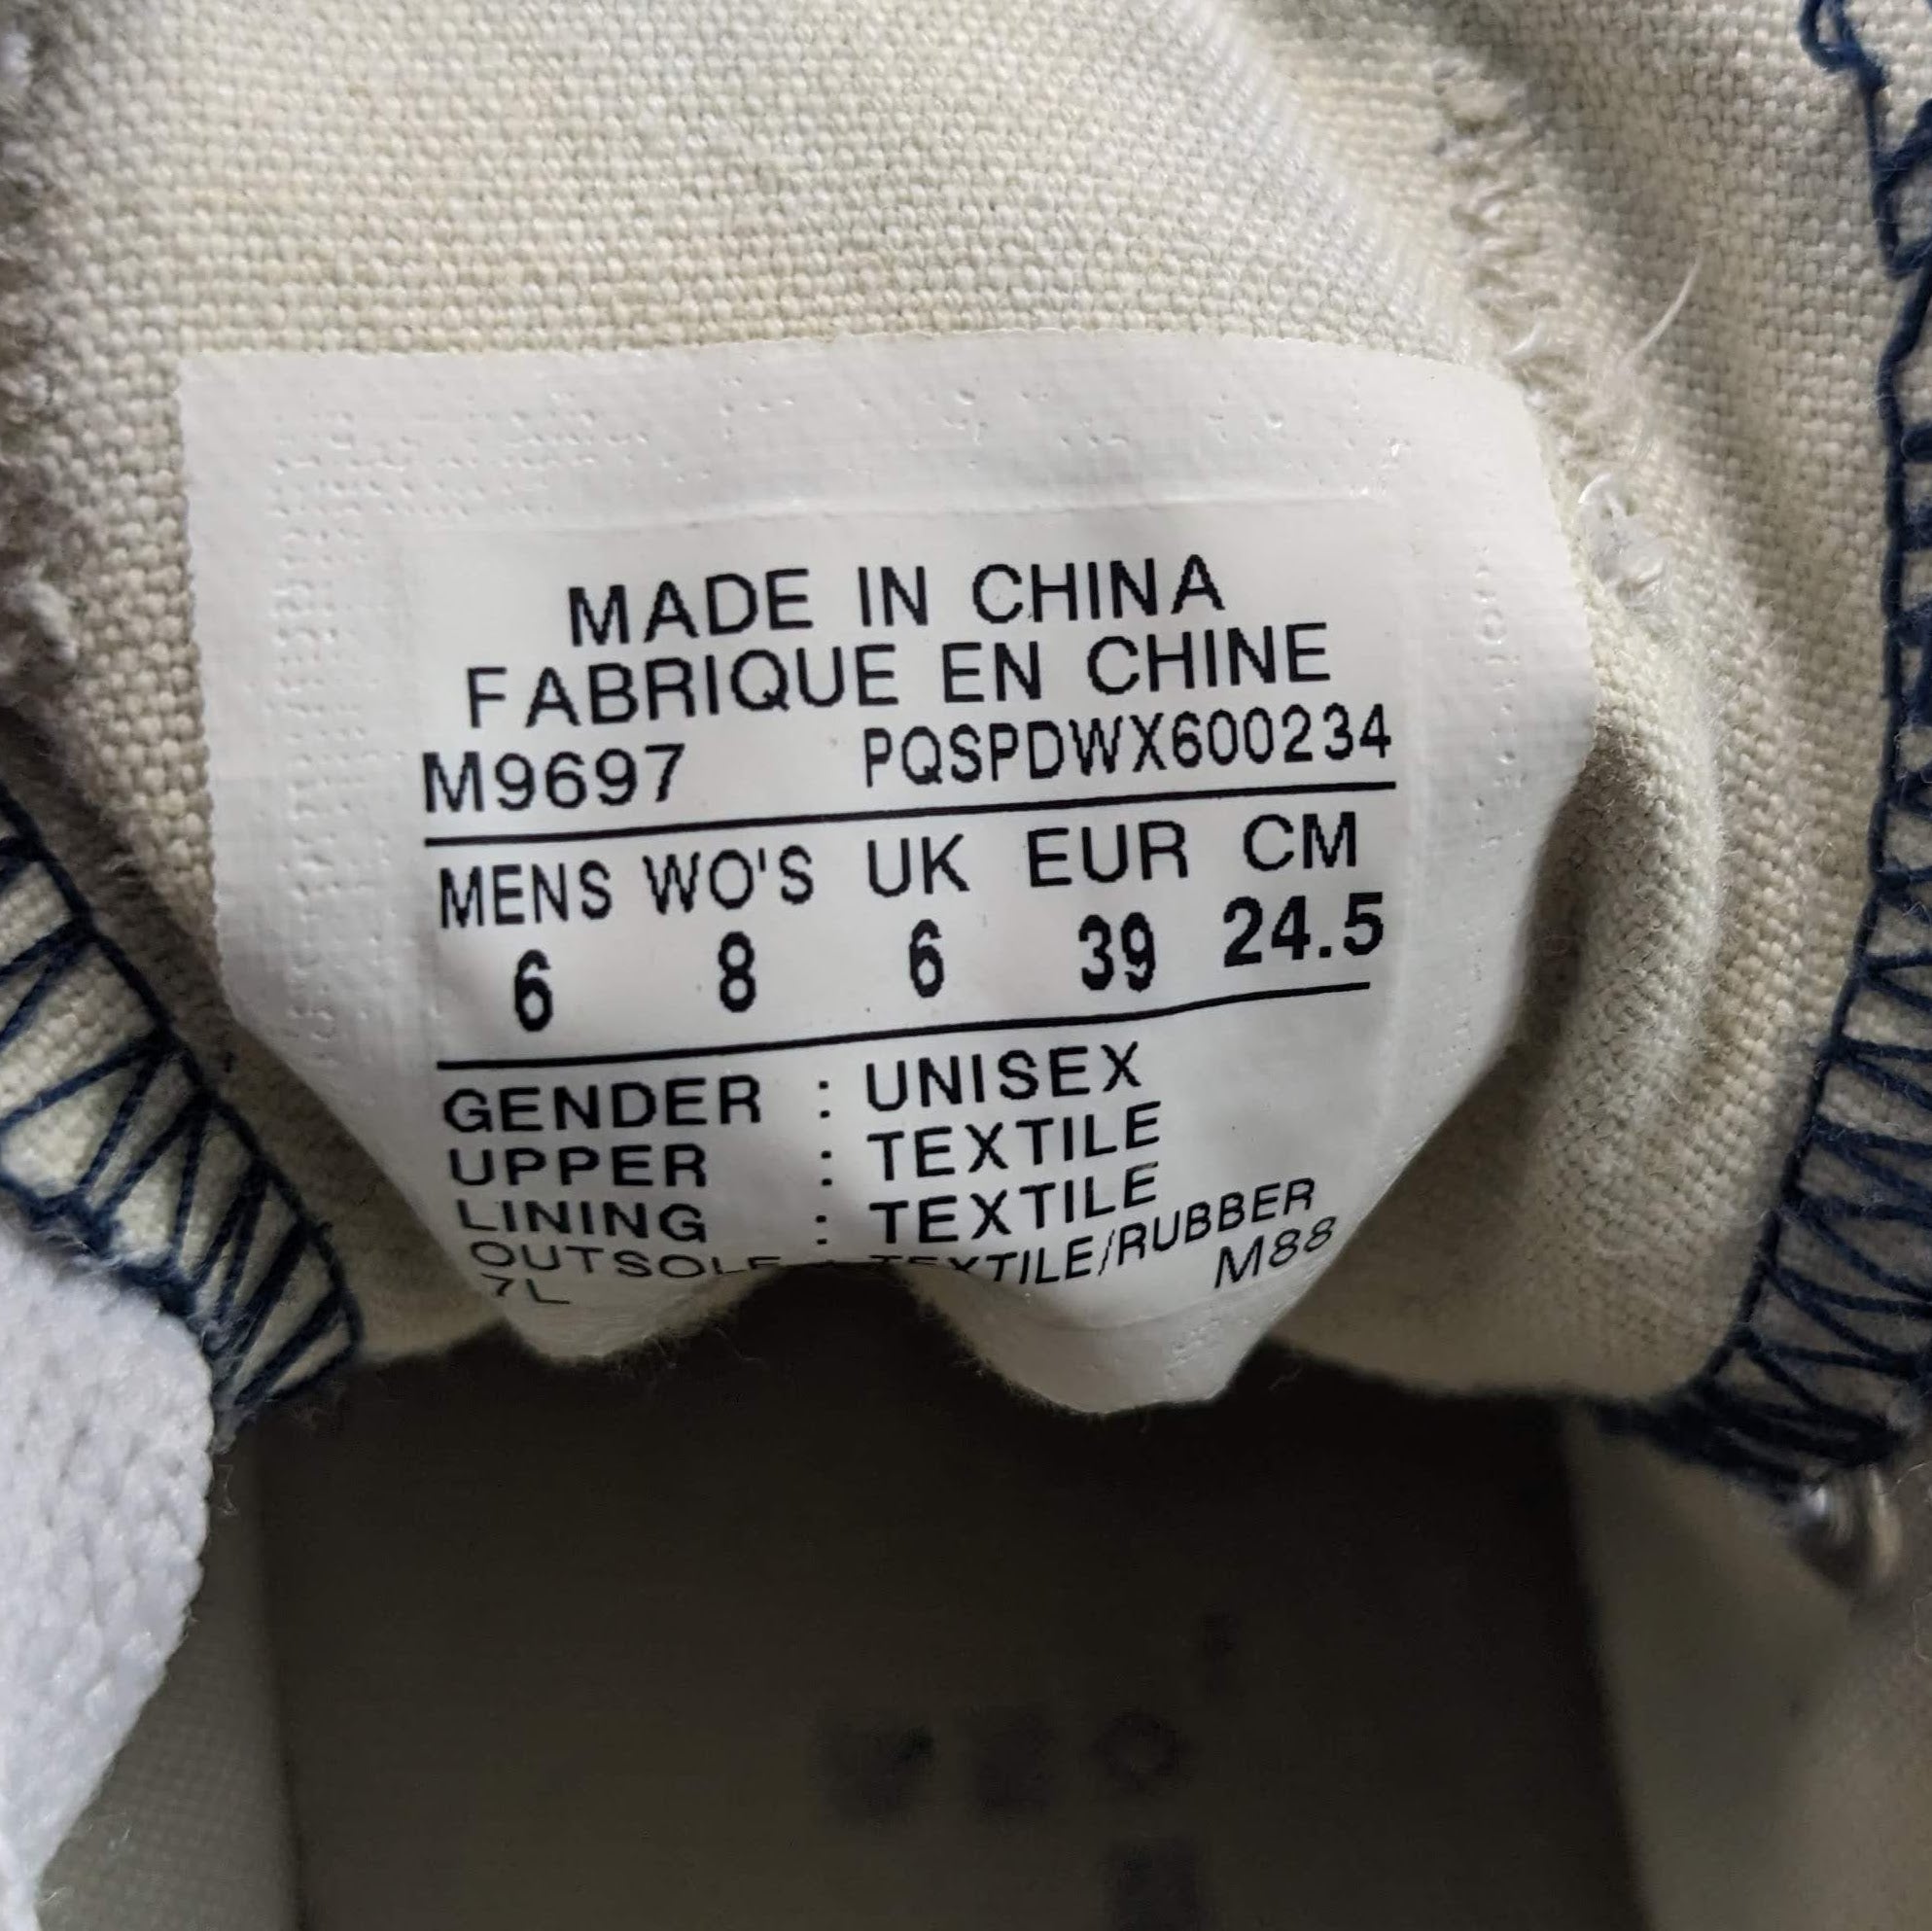 MADE IN CHINA
FABRIQUE EN CHINE
M9697 PQSPDWX600234
MENS WO'S UK EUR CM
6 8 6 39 24.5
GENDER : UNISEX
UPPER : TEXTILE
LINING : TEXTILE
OUTSOLE : TEXTILE/RUBBER
7L M88